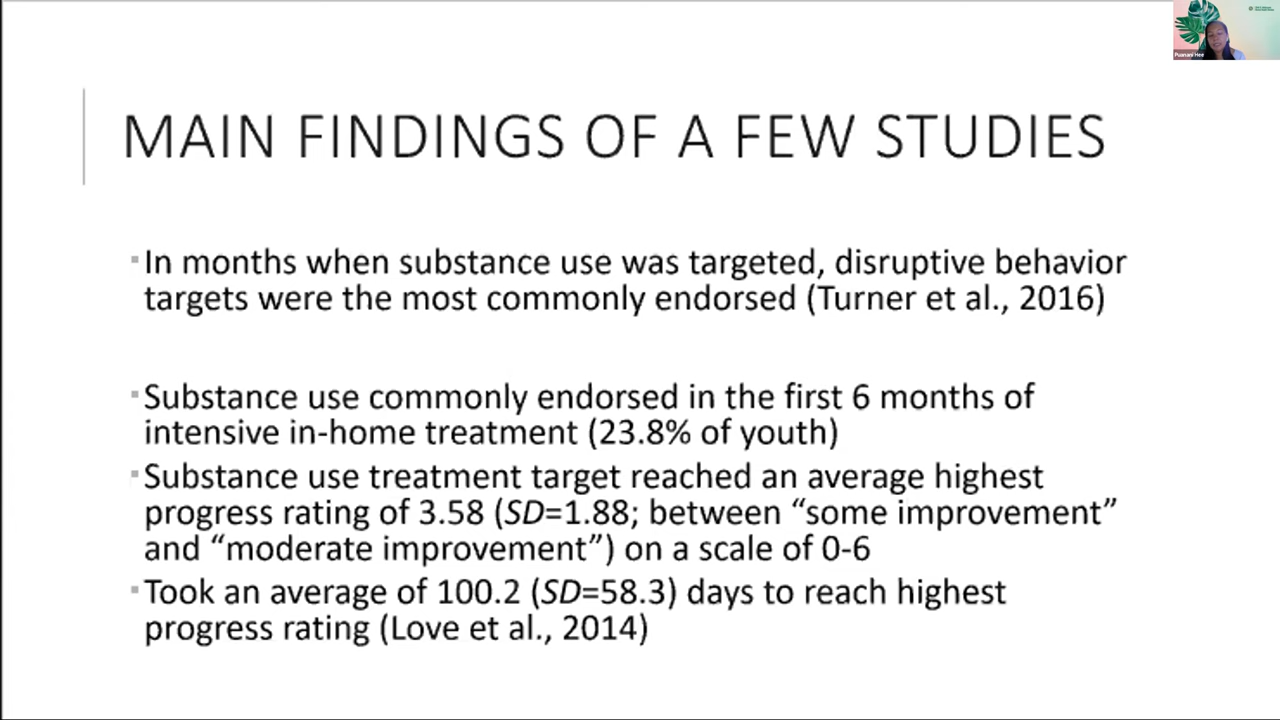 Puanani Hee
MAIN FINDINGS OF A FEW STUDIES
▪In months when substance use was targeted, disruptive behavior
targets were the most commonly endorsed (Turner et al., 2016)
▪Substance use commonly endorsed in the first 6 months of
intensive in-home treatment (23.8% of youth)
▪Substance use treatment target reached an average highest
progress rating of 3.58 (SD=1.88; between “some improvement”
and “moderate improvement”) on a scale of 0-6
▪Took an average of 100.2 (SD=58.3) days to reach highest
progress rating (Love et al., 2014)